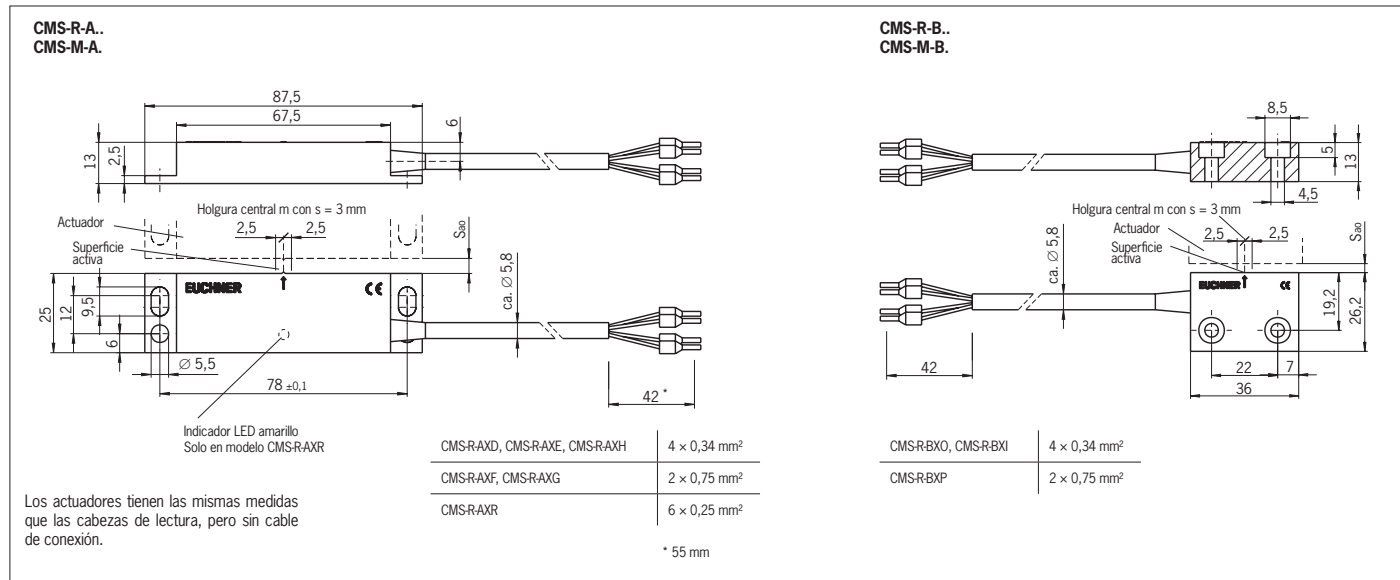 CMS-R-A..
CMS-M-A.
87,5
67,5
6
13
2,5
Holgura central m con s = 3 mm
Actuador
2,5
2,5
Sao
Superficie
activa
EUCHNER
CE
ca. Ø 5,8
25
12
9,5
6
Ø 5,5
78 ±0,1
42 *
Indicador LED amarillo
Solo en modelo CMS-R-AXR
Los actuadores tienen las mismas medidas
que las cabezas de lectura, pero sin cable
de conexión.
CMS-R-AXD, CMS-R-AXE, CMS-R-AXH 4 × 0,34 mm²
CMS-R-AXF, CMS-R-AXG 2 × 0,75 mm²
CMS-R-AXR 6 × 0,25 mm²
* 55 mm
CMS-R-B..
CMS-M-B.
8,5
5
13
4,5
Holgura central m con s = 3 mm
Actuador
2,5
2,5
Sao
Superficie
activa
ca. Ø 5,8
EUCHNER
CE
19,2
26,2
42
22
7
36
CMS-R-BXO, CMS-R-BXI 4 × 0,34 mm²
CMS-R-BXP 2 × 0,75 mm²